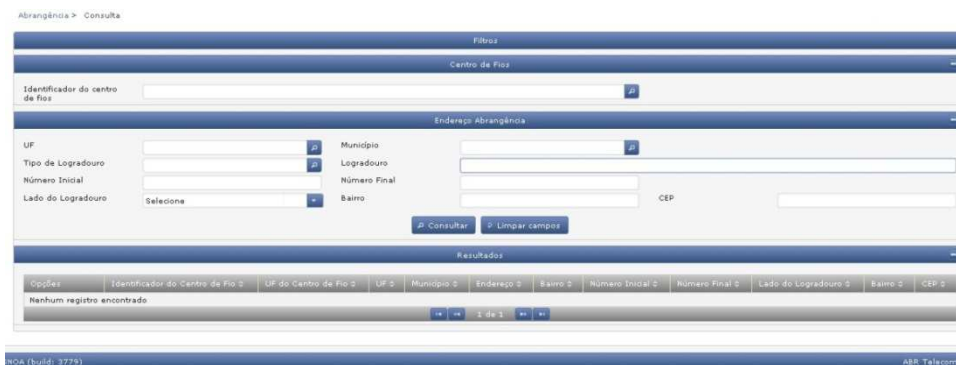 Abrangência > Consulta
Filtros
Centro de Fios
Identificador do centro de fios
Endereço Abrangência
UF Município
Tipo de Logradouro Logradouro
Número Inicial Número Final
Lado do Logradouro Selecione Bairro CEP
Consultar Limpar campos
Resultados
Opções Identificador do Centro de Fio UF do Centro de Fio UF Município Endereço Bairro Número Inicial Número Final Lado do Logradouro Bairro CEP
Nenhum registro encontrado
1 de 1
(build: 3779) ABR Telecom